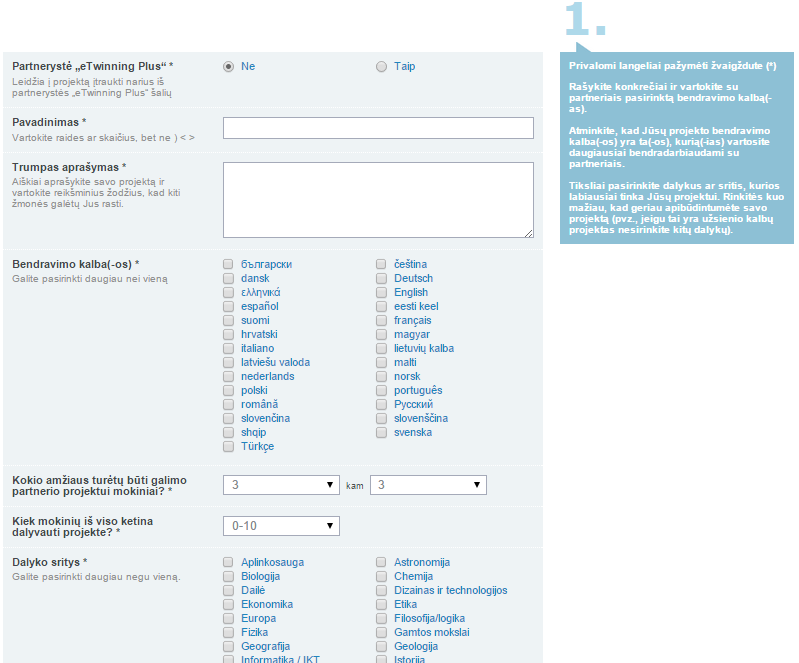 1.
Partnerystė „eTwinning Plus“ *
Leidžia į projektą įtraukti narius iš
partnerystės „eTwinning Plus“ šalių
Ne
Taip
Pavadinimas *
Vartokite raides ar skaičius, bet ne ) < >
Trumpas aprašymas *
Aiškiai aprašykite savo projektą ir
vartokite reikšminius žodžius, kad kiti
žmonės galėtų Jus rasti.
Bendravimo kalba(-os) *
Galite pasirinkti daugiau nei vieną
български
čeština
dansk
Deutsch
ελληνικά
English
español
eesti keel
suomi
français
hrvatski
magyar
italiano
lietuvių kalba
latviešu valoda
malti
nederlands
norsk
polski
português
română
Русский
slovenčina
slovenščina
shqip
svenska
Türkçe
Kokio amžiaus turėtų būti galimo
partnerio projektui mokiniai? *
3
kam
3
Kiek mokinių iš viso ketina
dalyvauti projekte? *
0-10
Dalyko sritys *
Galite pasirinkti daugiau negu vieną.
Aplinkosauga
Astronomija
Biologija
Chemija
Dailė
Dizainas ir technologijos
Ekonomika
Etika
Europa
Filosofija/logika
Fizika
Gamtos mokslai
Geografija
Geologija
Informatika / IKT
Istorija
Privalomi langeliai pažymėti žvaigždute (*)
Rašykite konkrečiai ir vartokite su
partneriais pasirinktą bendravimo kalbą(-
as).
Atminkite, kad Jūsų projekto bendravimo
kalba(-os) yra ta(-os), kurią(-ias) vartosite
daugiausiai bendradarbiaudami su
partneriais.
Tiksliai pasirinkite dalykus ar sritis, kurios
labiausiai tinka Jūsų projektui. Rinkitės kuo
mažiau, kad geriau apibūdintumėte savo
projektą (pvz., jeigu tai yra užsienio kalbų
projektas nesirinkite kitų dalykų).